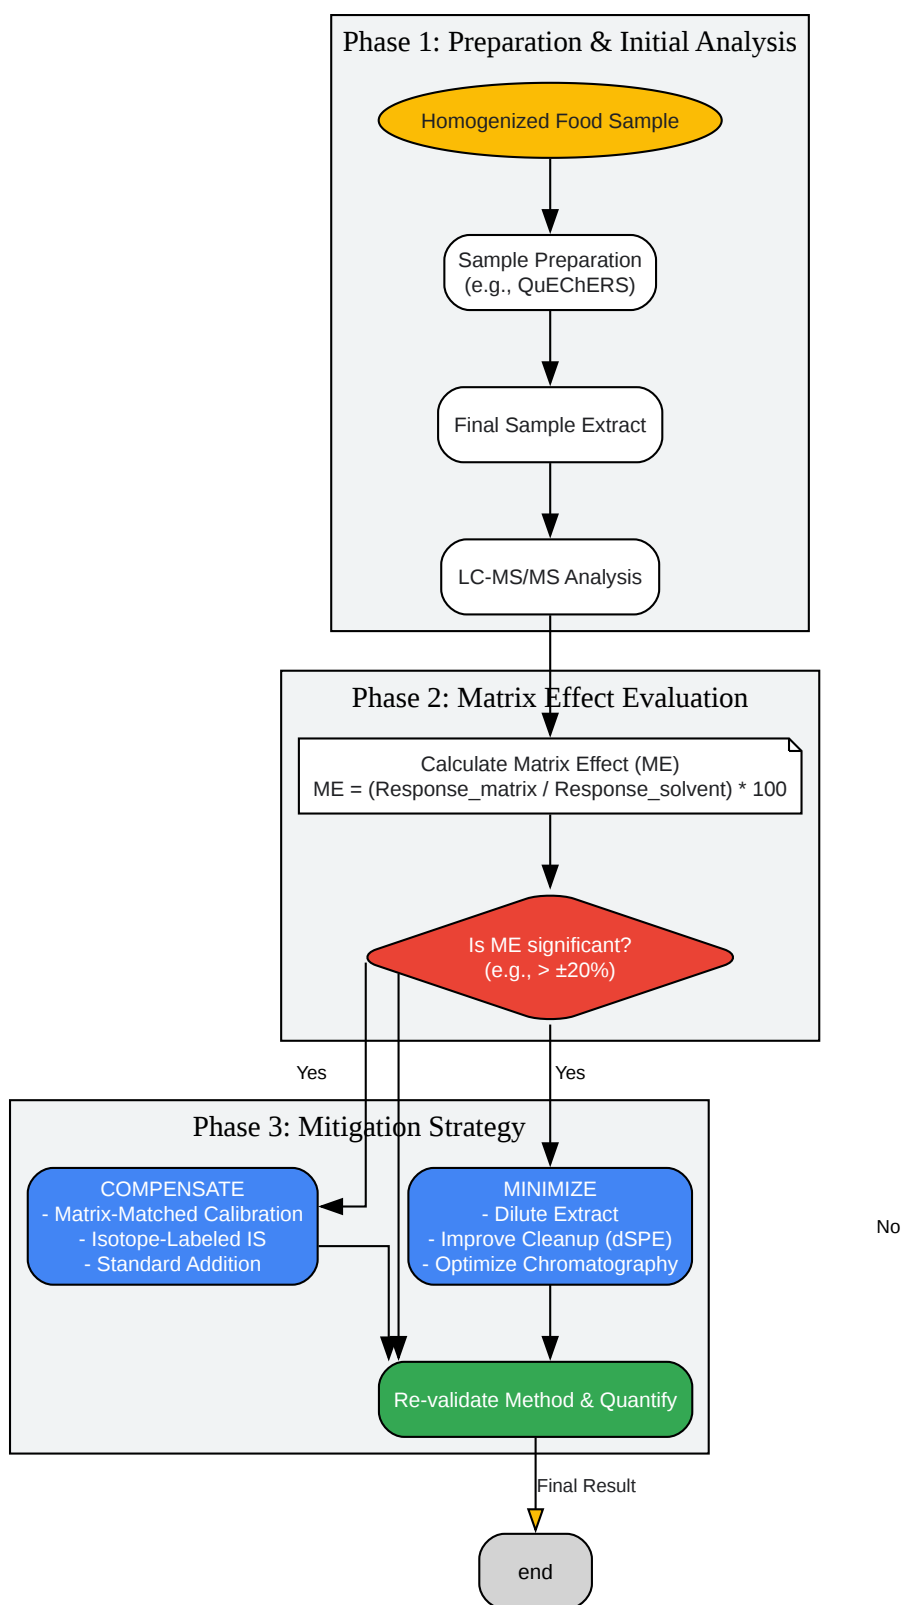 Phase 1: Preparation & Initial Analysis
Homogenized Food Sample
Sample Preparation
(e.g., QuEChERS)
Final Sample Extract
LC-MS/MS Analysis
Phase 2: Matrix Effect Evaluation
Calculate Matrix Effect (ME)
ME = (Response_matrix / Response_solvent) * 100
Is ME significant?
(e.g., > ±20%)
Yes
Yes
Phase 3: Mitigation Strategy
COMPENSATE
- Matrix-Matched Calibration
- Isotope-Labeled IS
- Standard Addition
MINIMIZE
- Dilute Extract
- Improve Cleanup (dSPE)
- Optimize Chromatography
No
Re-validate Method & Quantify
Final Result
end